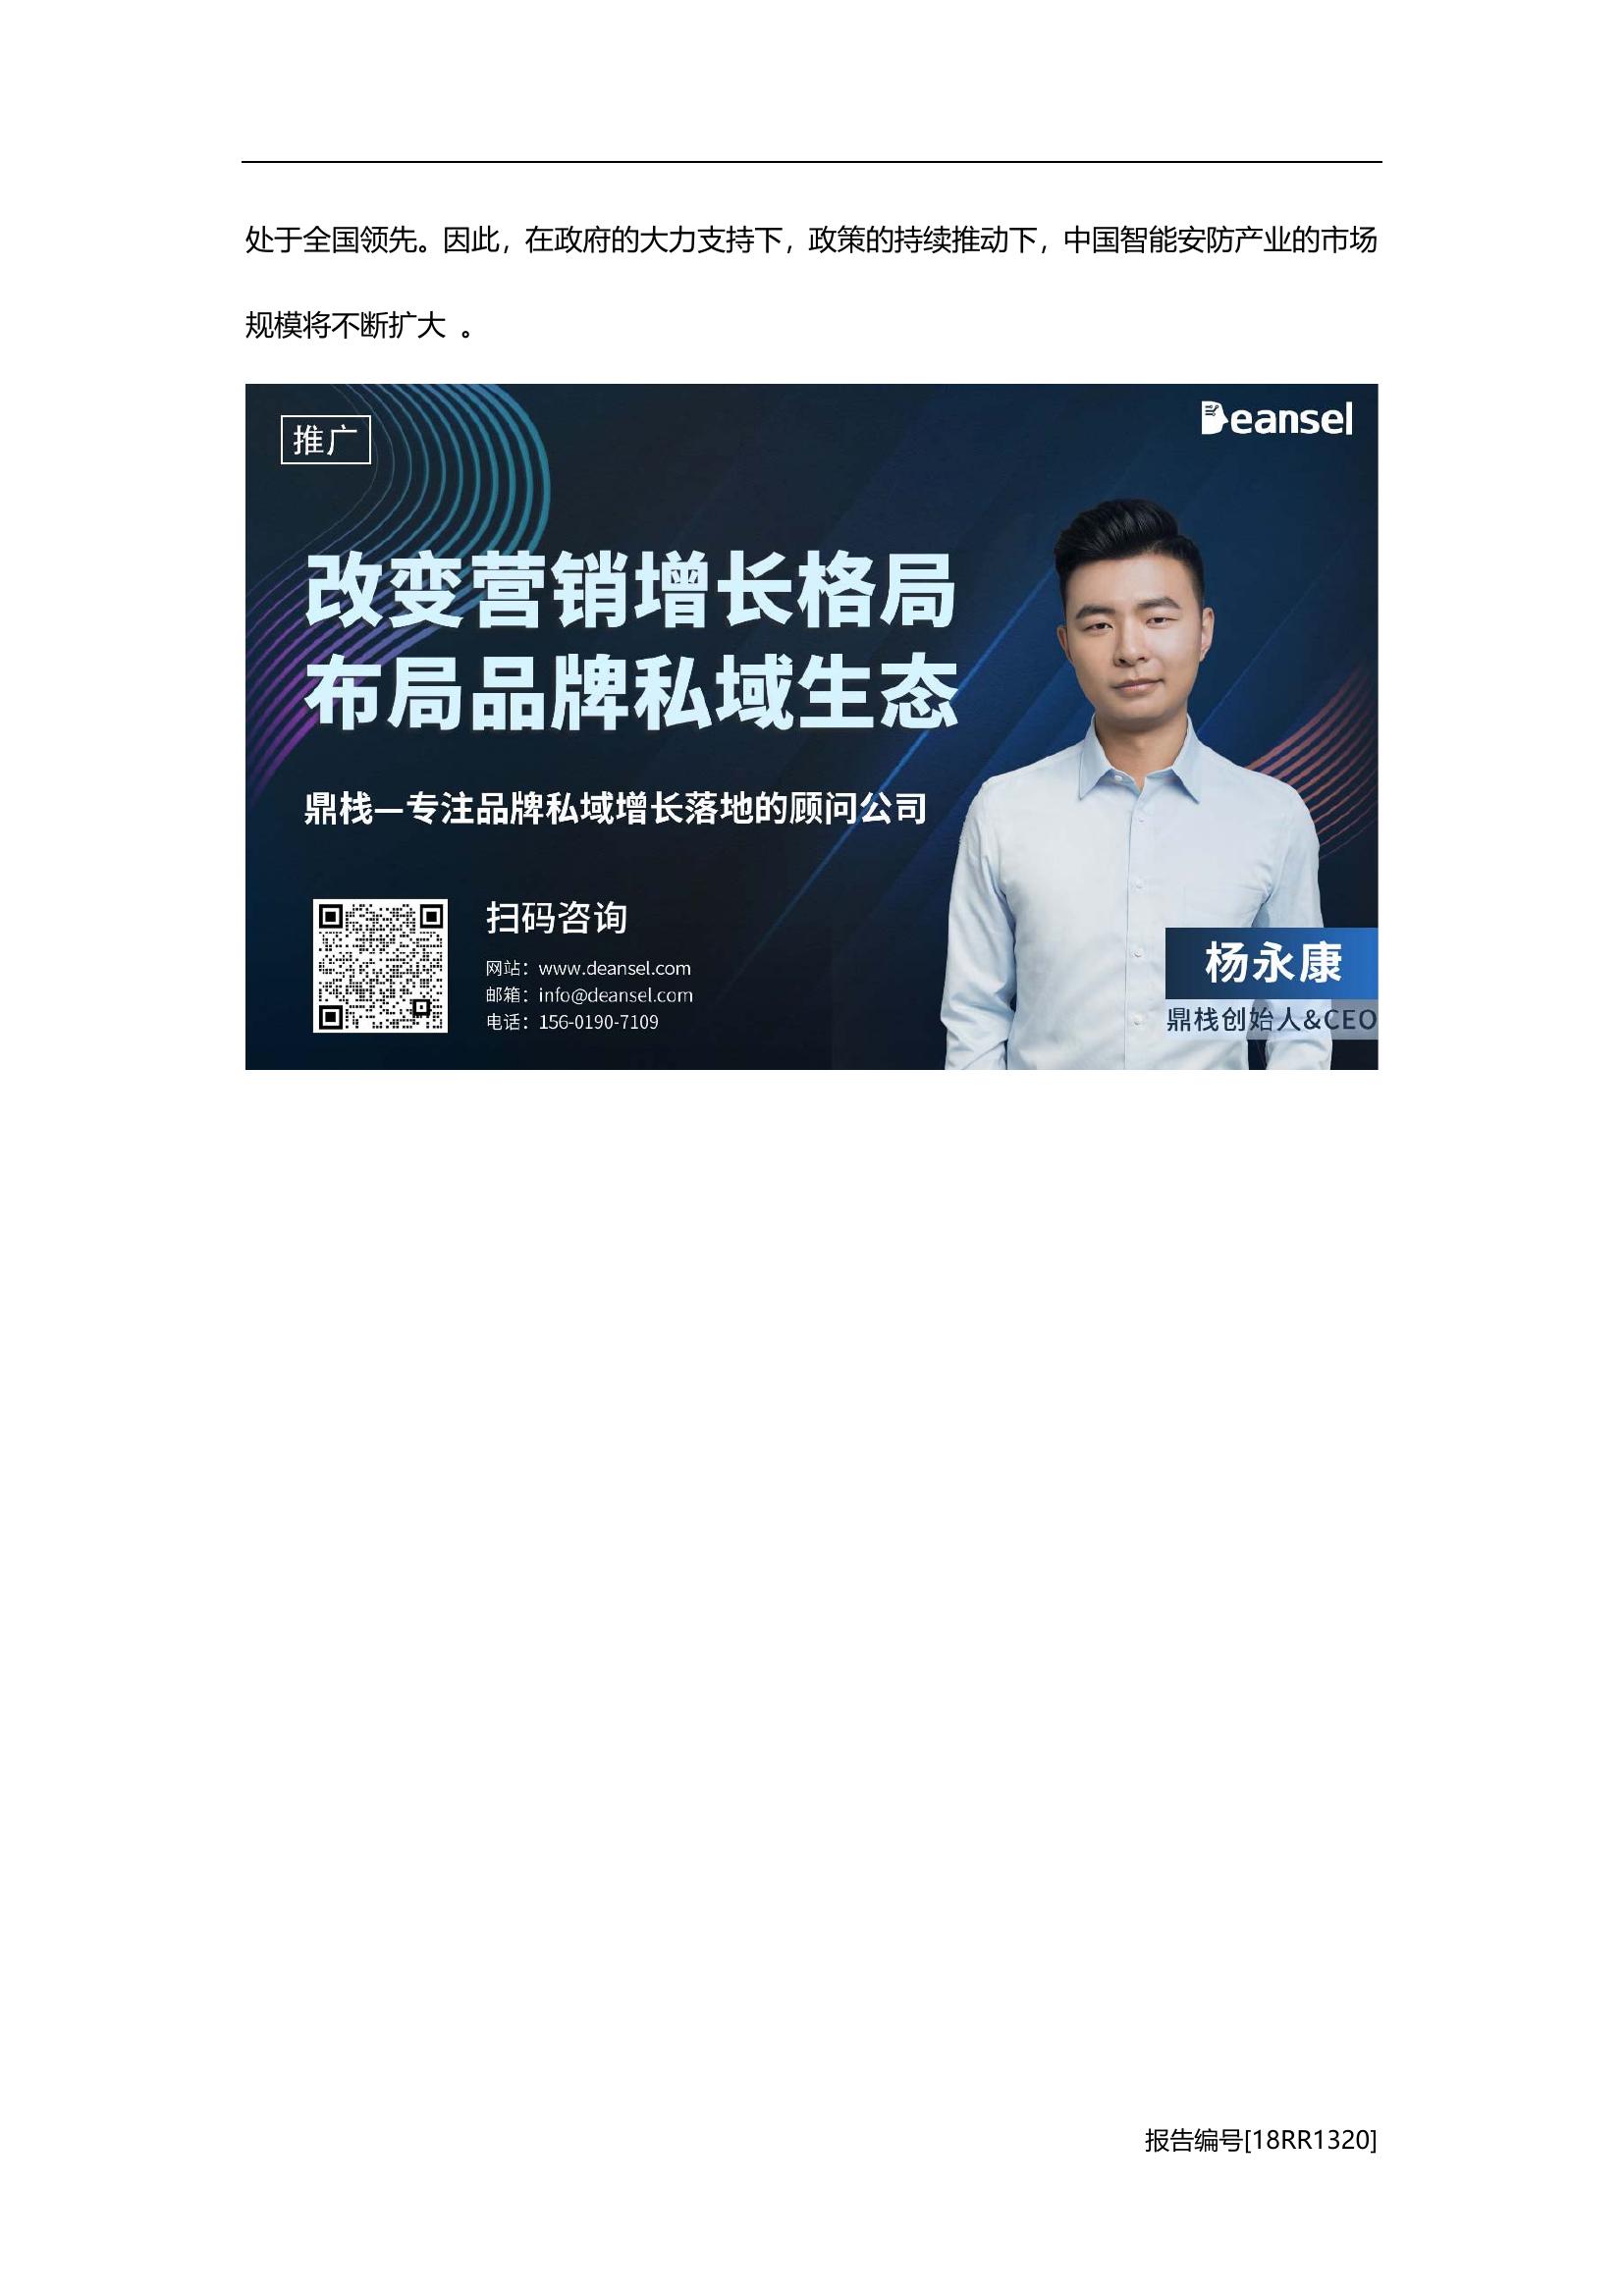 处于全国领先。因此，在政府的大力支持下，政策的持续推动下，中国智能安防产业的市场
规模将不断扩大 。
推广
Deansel
改变营销增长格局
布局品牌私域生态
鼎栈—专注品牌私域增长落地的顾问公司
扫码咨询
网站：www.deansel.com
邮箱：info@deansel.com
电话：156-0190-7109
杨永康
鼎栈创始人&CEO
报告编号[18RR1320]